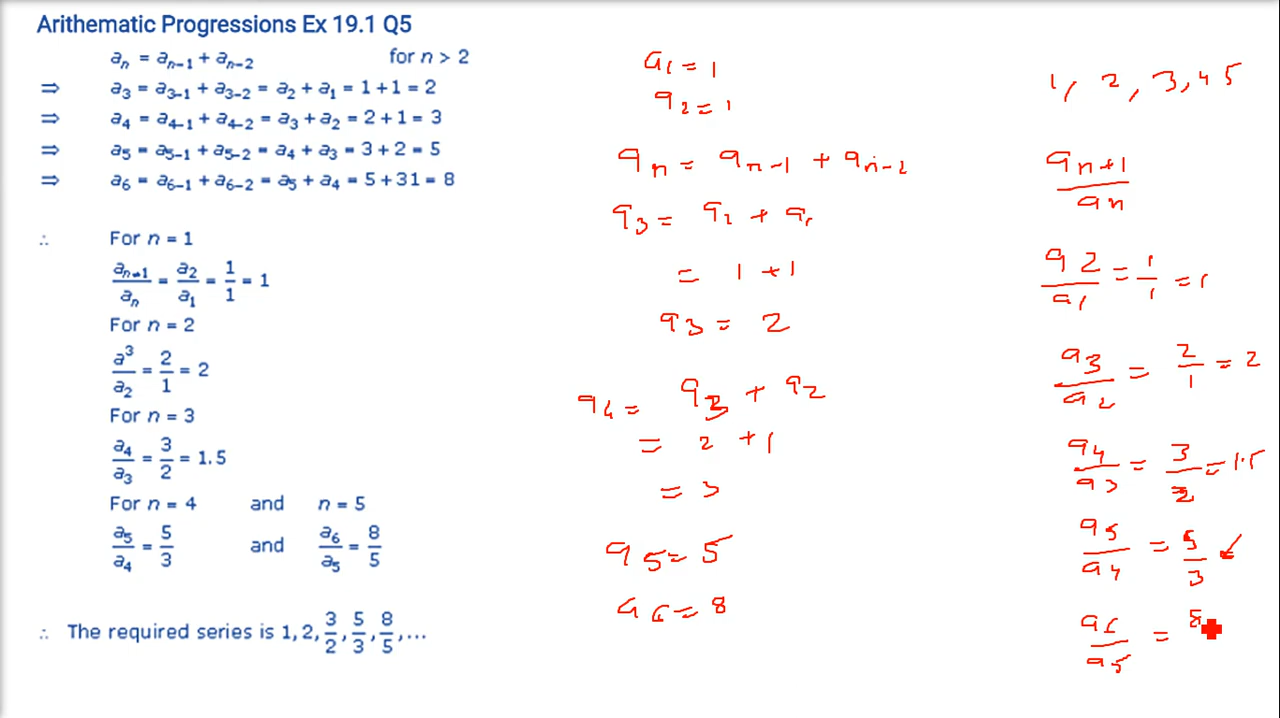 Arithematic Progressions Ex 19.1 Q5
aₙ = aₙ₋₁ + aₙ₋₂ for n > 2
⇒ a₃ = a₃₋₁ + a₃₋₂ = a₂ + a₁ = 1 + 1 = 2
⇒ a₄ = a₄₋₁ + a₄₋₂ = a₃ + a₂ = 2 + 1 = 3
⇒ a₅ = a₅₋₁ + a₅₋₂ = a₄ + a₃ = 3 + 2 = 5
⇒ a₆ = a₆₋₁ + a₆₋₂ = a₅ + a₄ = 5 + 31 = 8
∴ For n = 1
aₙ₊₁/aₙ = a₂/a₁ = 1/1 = 1
For n = 2
a³/a₂ = 2/1 = 2
For n = 3
a₄/a₃ = 3/2 = 1.5
For n = 4 and n = 5
a₅/a₄ = 5/3 and a₆/a₅ = 8/5
∴ The required series is 1, 2, 3/2, 5/3, 8/5, ...
a₁ = 1
a₂ = 1
aₙ = aₙ₋₁ + aₙ₋₂
a₃ = a₂ + a₁
= 1 + 1
a₃ = 2
a₄ = a₃ + a₂
= 2 + 1
= 3
a₅ = 5
a₆ = 8
1, 2, 3, 4 5
aₙ₊₁/aₙ
a₂/a₁ = 1/1 = 1
a₃/a₂ = 2/1 = 2
a₄/a₃ = 3/2 = 1.5
a₅/a₄ = 5/3
a₆/a₅ = 8